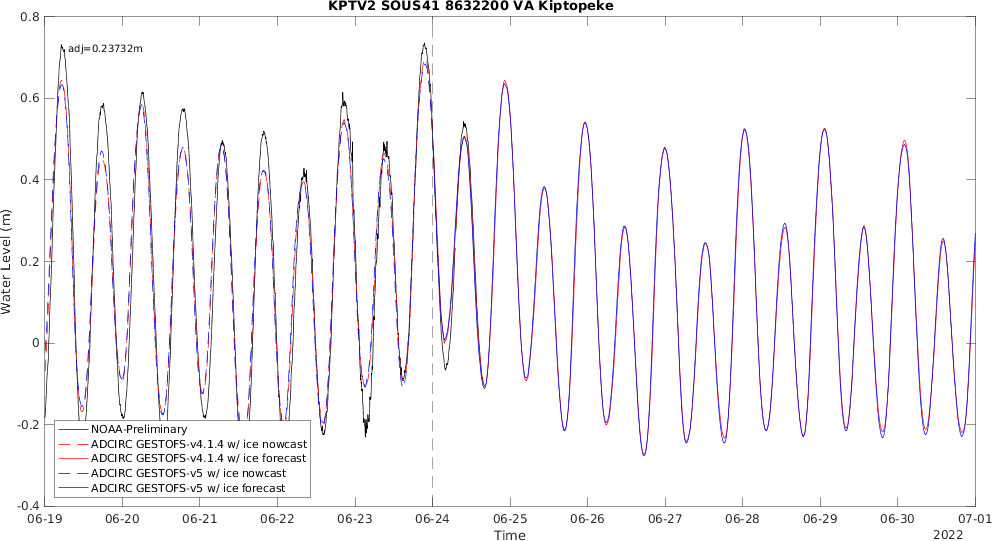 KPTV2 SOUS41 8632200 VA Kiptopeke
adj=0.23732m
Water Level (m)
0.8
0.6
0.4
0.2
0
-0.2
-0.4
NOAA-Preliminary
ADCIRC GESTOFS-v4.1.4 w/ ice nowcast
ADCIRC GESTOFS-v4.1.4 w/ ice forecast
ADCIRC GESTOFS-v5 w/ ice nowcast
ADCIRC GESTOFS-v5 w/ ice forecast
06-19 06-20 06-21 06-22 06-23 06-24 06-25 06-26 06-27 06-28 06-29 06-30 07-01
Time
2022